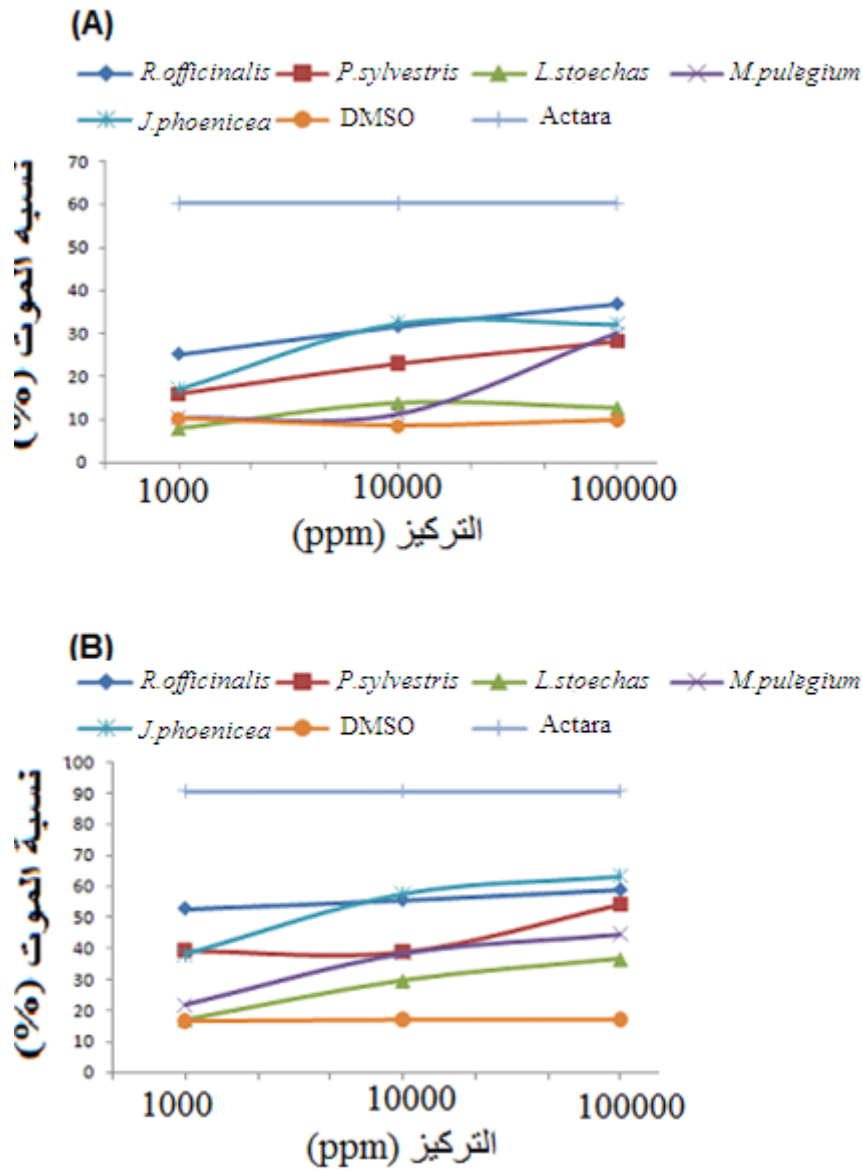 (A)
R.officinalis P.sylvestris L.stoechas M.pulegium
J.phoenicea DMSO Actara
نسبة الموت (%)
70
60
50
40
30
20
10
0
1000 10000 100000
التركيز (ppm)
(B)
R.officinalis P.sylvestris L.stoechas M.pulegium
J.phoenicea DMSO Actara
نسبة الموت (%)
100
90
80
70
60
50
40
30
20
10
0
1000 10000 100000
التركيز (ppm)